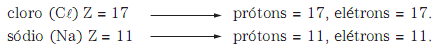 cloro (Cℓ) Z = 17 ⟶ prótons = 17, elétrons = 17.
sódio (Na) Z = 11 ⟶ prótons = 11, elétrons = 11.